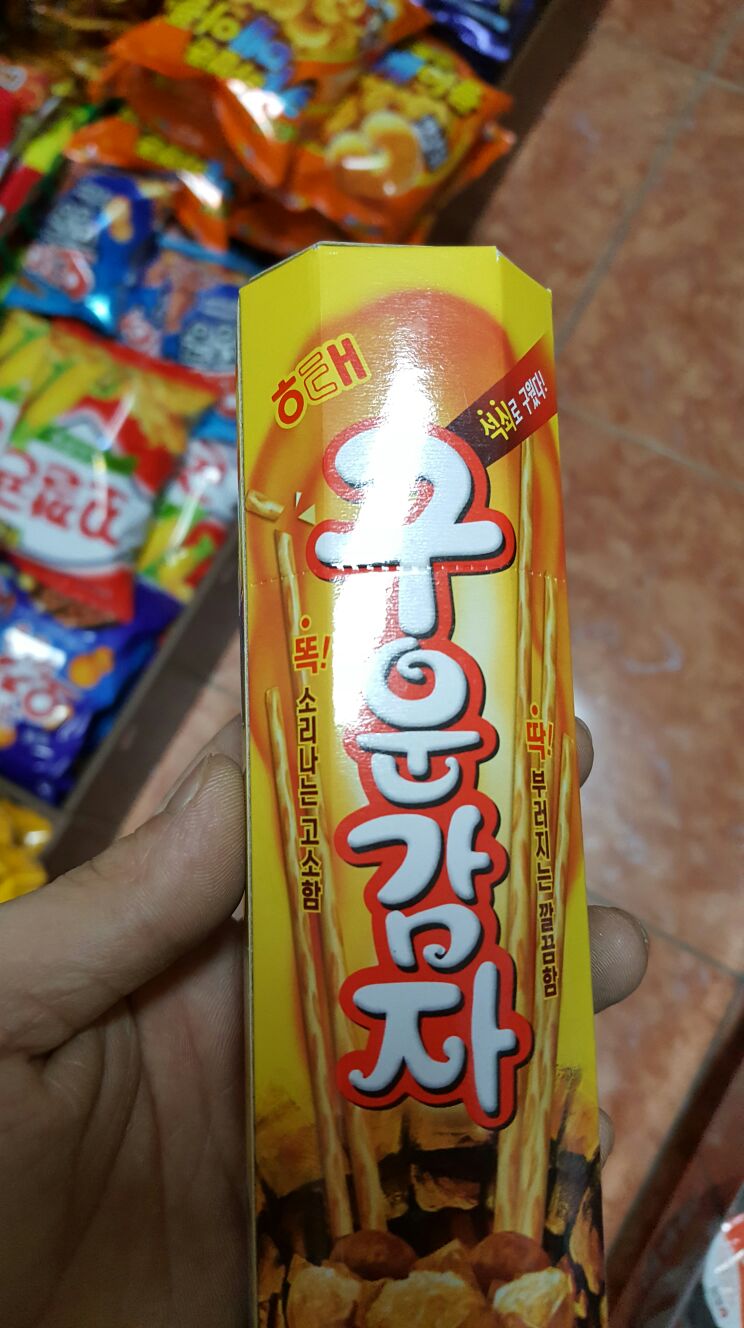 해태
석쇠로 구웠다!
구운감자
똑! 소리나는 고소함
딱! 부러지는 깔끔함